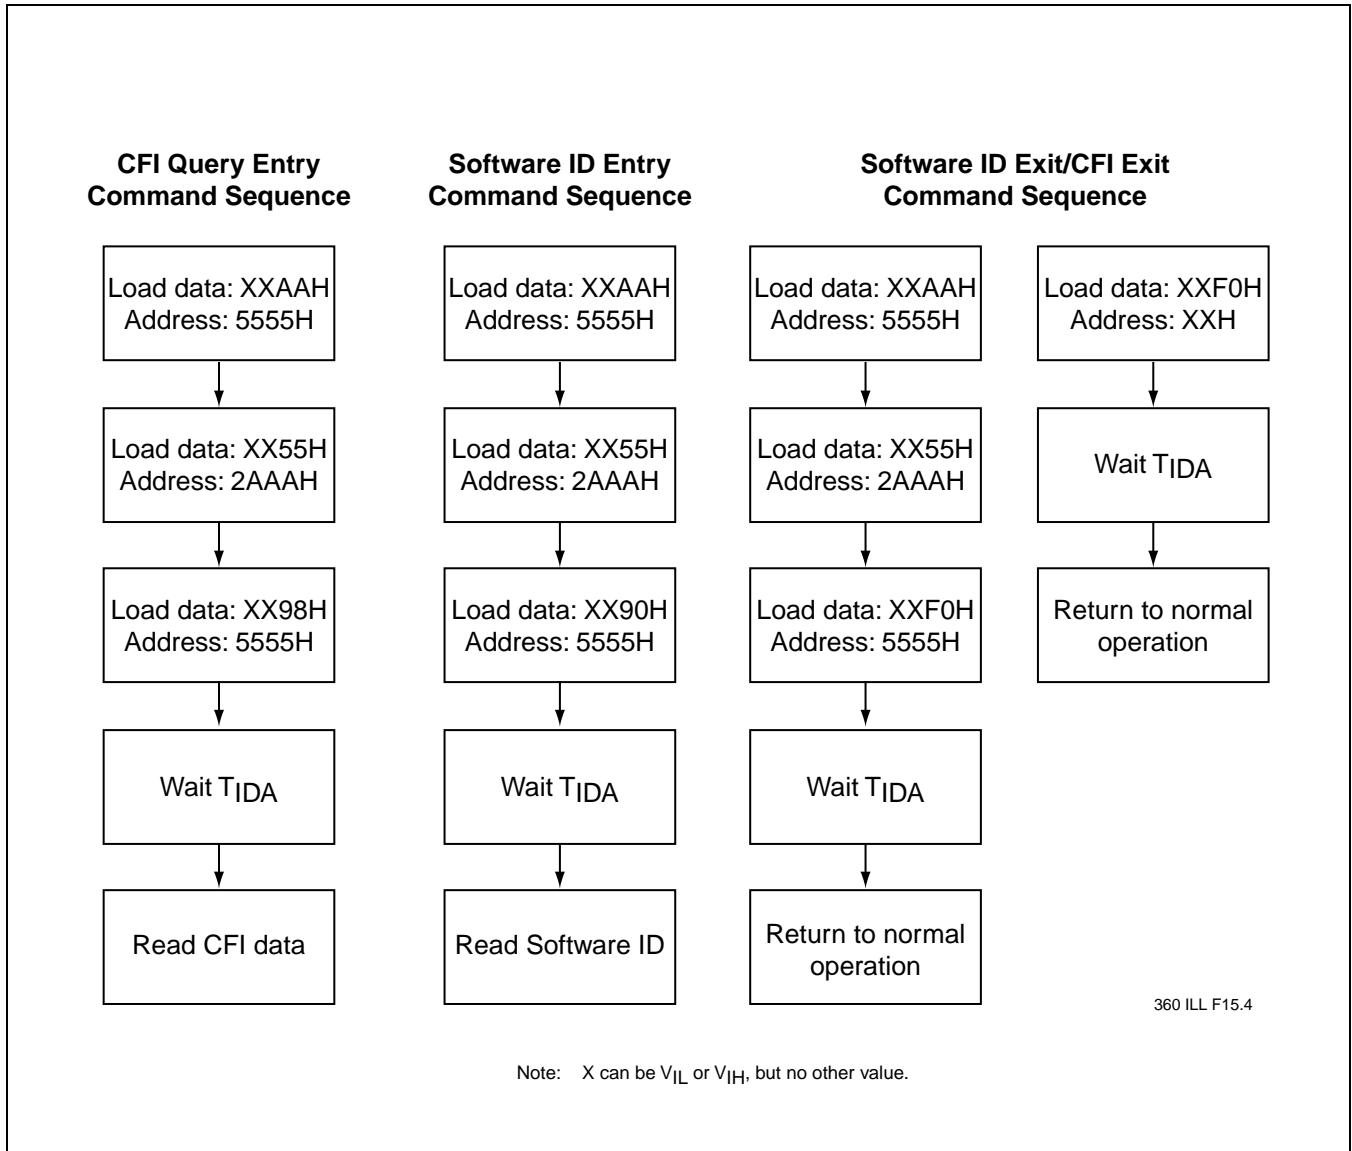 CFI Query Entry
Command Sequence
Load data: XXAAH
Address: 5555H
Load data: XX55H
Address: 2AAAH
Load data: XX98H
Address: 5555H
Wait TIDA
Read CFI data
Software ID Entry
Command Sequence
Load data: XXAAH
Address: 5555H
Load data: XX55H
Address: 2AAAH
Load data: XX90H
Address: 5555H
Wait TIDA
Read Software ID
Software ID Exit/CFI Exit
Command Sequence
Load data: XXAAH
Address: 5555H
Load data: XX55H
Address: 2AAAH
Load data: XXF0H
Address: 5555H
Wait TIDA
Return to normal
operation
Load data: XXF0H
Address: XXH
Wait TIDA
Return to normal
operation
360 ILL F15.4
Note: X can be VIL or VIH, but no other value.